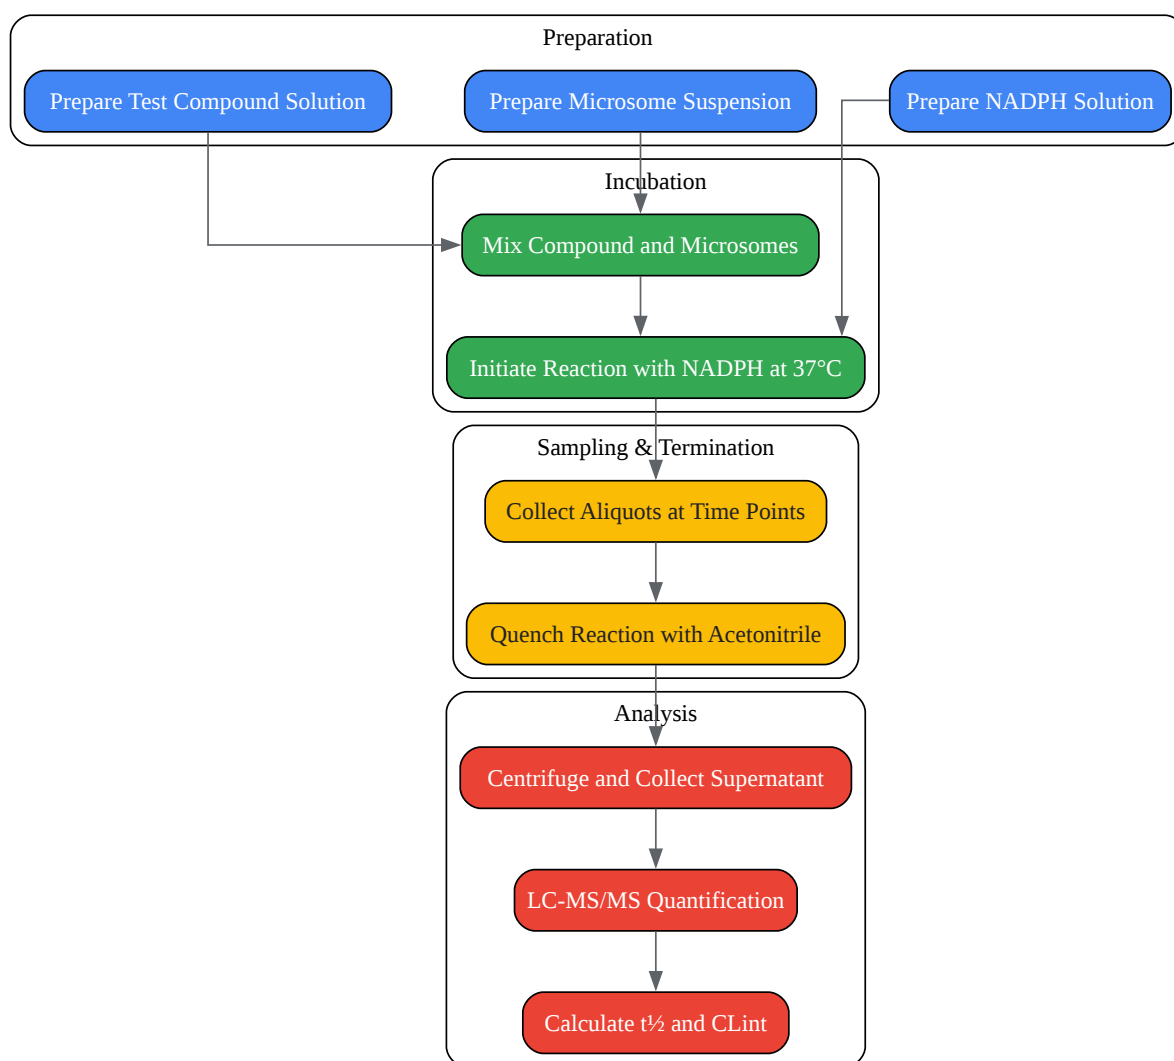 Preparation
Prepare Test Compound Solution
Prepare Microsome Suspension
Prepare NADPH Solution
Incubation
Mix Compound and Microsomes
Initiate Reaction with NADPH at 37°C
Sampling & Termination
Collect Aliquots at Time Points
Quench Reaction with Acetonitrile
Analysis
Centrifuge and Collect Supernatant
LC-MS/MS Quantification
Calculate t½ and CLint